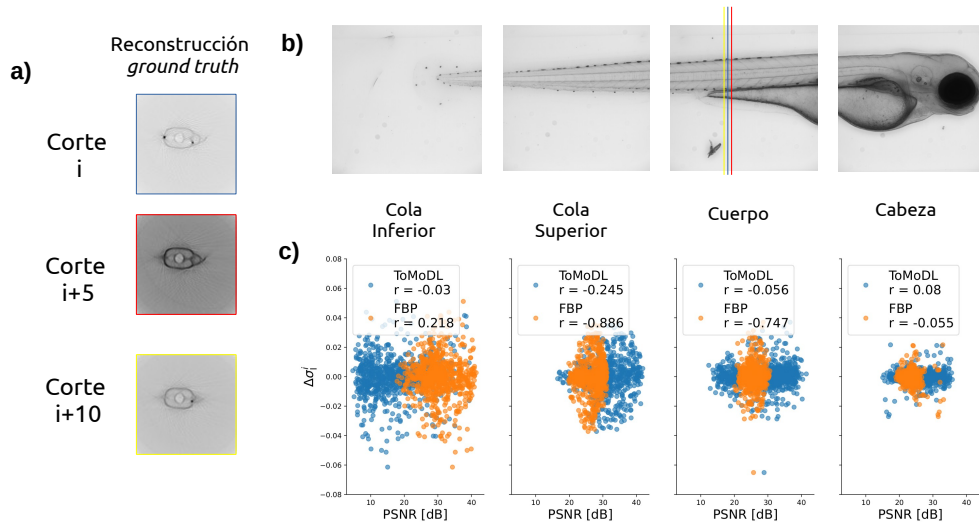 a)
Reconstrucción
ground truth
Corte
i
Corte
i+5
Corte
i+10
b)
Cola
Inferior
Cola
Superior
Cuerpo
Cabeza
c)
Δσᵢʲ
0.08
0.06
0.04
0.02
0.00
−0.02
−0.04
−0.06
−0.08
ToMoDL
r = -0.03
FBP
r = 0.218
10 20 30 40
PSNR [dB]
ToMoDL
r = -0.245
FBP
r = -0.886
10 20 30 40
PSNR [dB]
ToMoDL
r = -0.056
FBP
r = -0.747
10 20 30 40
PSNR [dB]
ToMoDL
r = 0.08
FBP
r = -0.055
10 20 30 40
PSNR [dB]